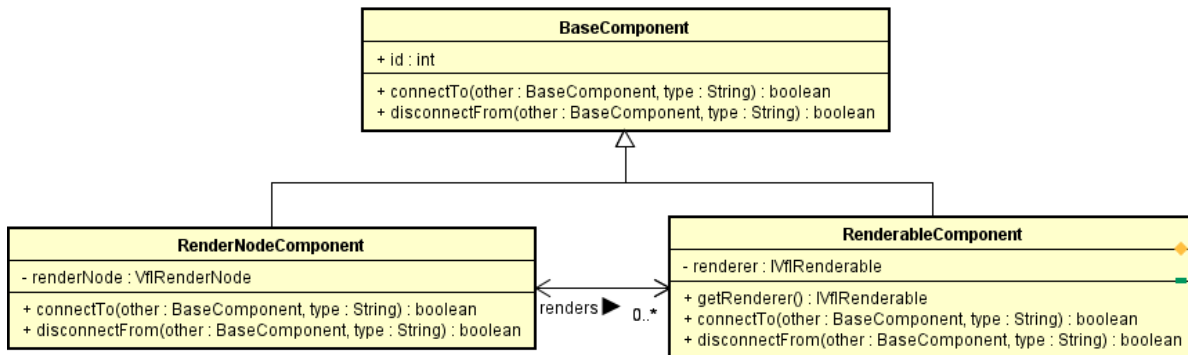 BaseComponent
+ id : int
+ connectTo(other : BaseComponent, type : String) : boolean
+ disconnectFrom(other : BaseComponent, type : String) : boolean
RenderNodeComponent
- renderNode : VflRenderNode
+ connectTo(other : BaseComponent, type : String) : boolean
+ disconnectFrom(other : BaseComponent, type : String) : boolean
renders
0..*
RenderableComponent
- renderer : IVflRenderable
+ getRenderer() : IVflRenderable
+ connectTo(other : BaseComponent, type : String) : boolean
+ disconnectFrom(other : BaseComponent, type : String) : boolean